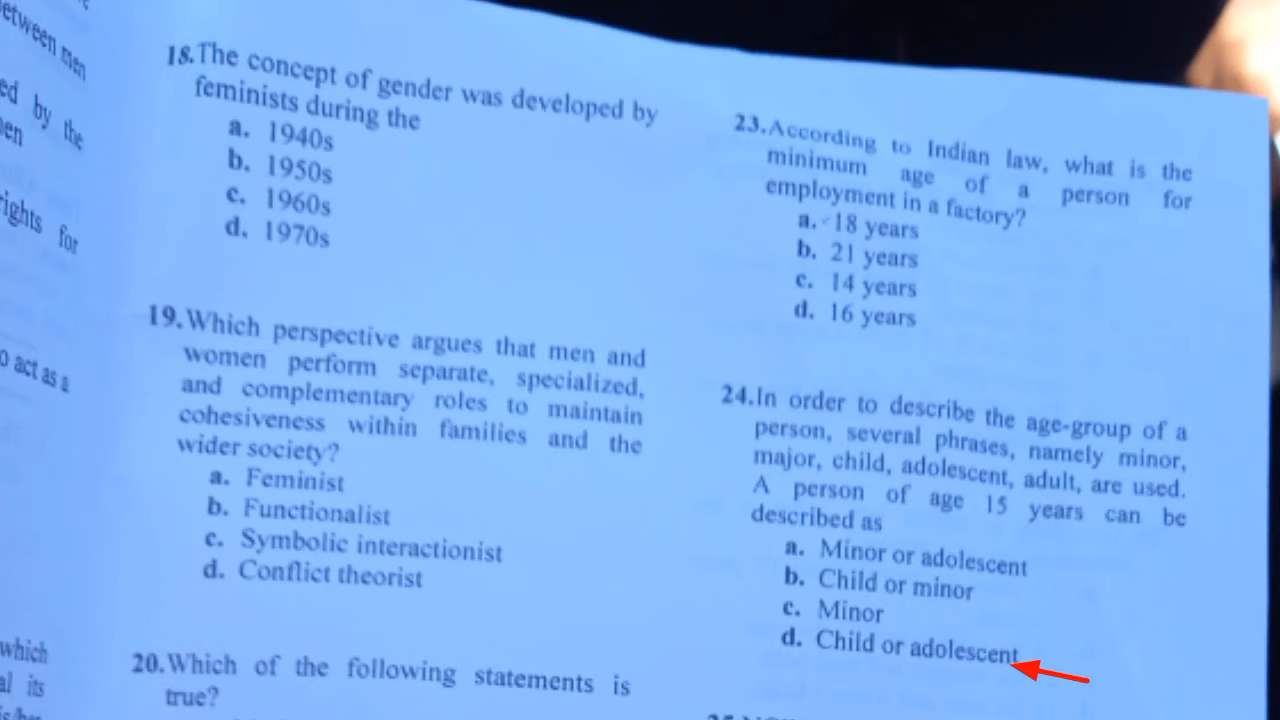 etween men
ed by the
ights for
o act as a
which
al its
18. The concept of gender was developed by
feminists during the
a. 1940s
b. 1950s
c. 1960s
d. 1970s
19. Which perspective argues that men and
women perform separate, specialized,
and complementary roles to maintain
cohesiveness within families and the
wider society?
a. Feminist
b. Functionalist
c. Symbolic interactionist
d. Conflict theorist
20. Which of the following statements is
true?
23. According to Indian law, what is the
minimum age of a person for
employment in a factory?
a. 18 years
b. 21 years
c. 14 years
d. 16 years
24. In order to describe the age-group of a
person, several phrases, namely minor,
major, child, adolescent, adult, are used.
A person of age 15 years can be
described as
a. Minor or adolescent
b. Child or minor
c. Minor
d. Child or adolescent